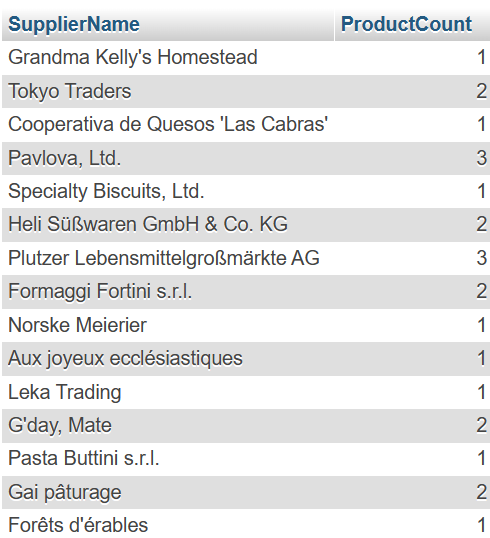 SupplierName ProductCount
Grandma Kelly's Homestead 1
Tokyo Traders 2
Cooperativa de Quesos 'Las Cabras' 1
Pavlova, Ltd. 3
Specialty Biscuits, Ltd. 1
Heli Süßwaren GmbH & Co. KG 2
Plutzer Lebensmittelgroßmärkte AG 3
Formaggi Fortini s.r.l. 2
Norske Meierier 1
Aux joyeux ecclésiastiques 1
Leka Trading 1
G'day, Mate 2
Pasta Buttini s.r.l. 1
Gai pâturage 2
Forêts d'érables 1